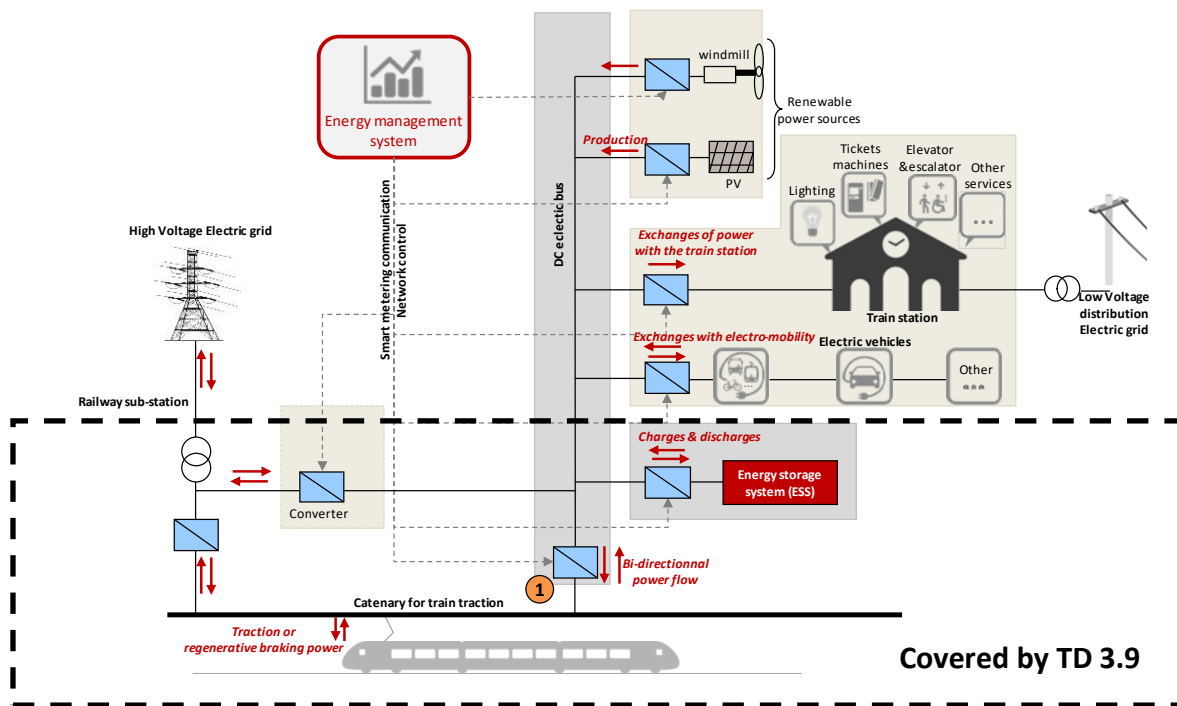 windmill
Energy management
system
Renewable
power sources
Production
PV
Tickets
machines
Elevator
& escalator
Other
services
Lighting
DC eclectic bus
Smart metering communication
Network control
High Voltage Electric grid
Exchanges of power
with the train station
Train station
Low Voltage
distribution
Electric grid
Exchanges with electro-mobility
Electric vehicles
Other
Railway sub-station
Charges & discharges
Energy storage
system (ESS)
Converter
Bi-directionnal
power flow
1
Catenary for train traction
Traction or
regenerative braking power
Covered by TD 3.9